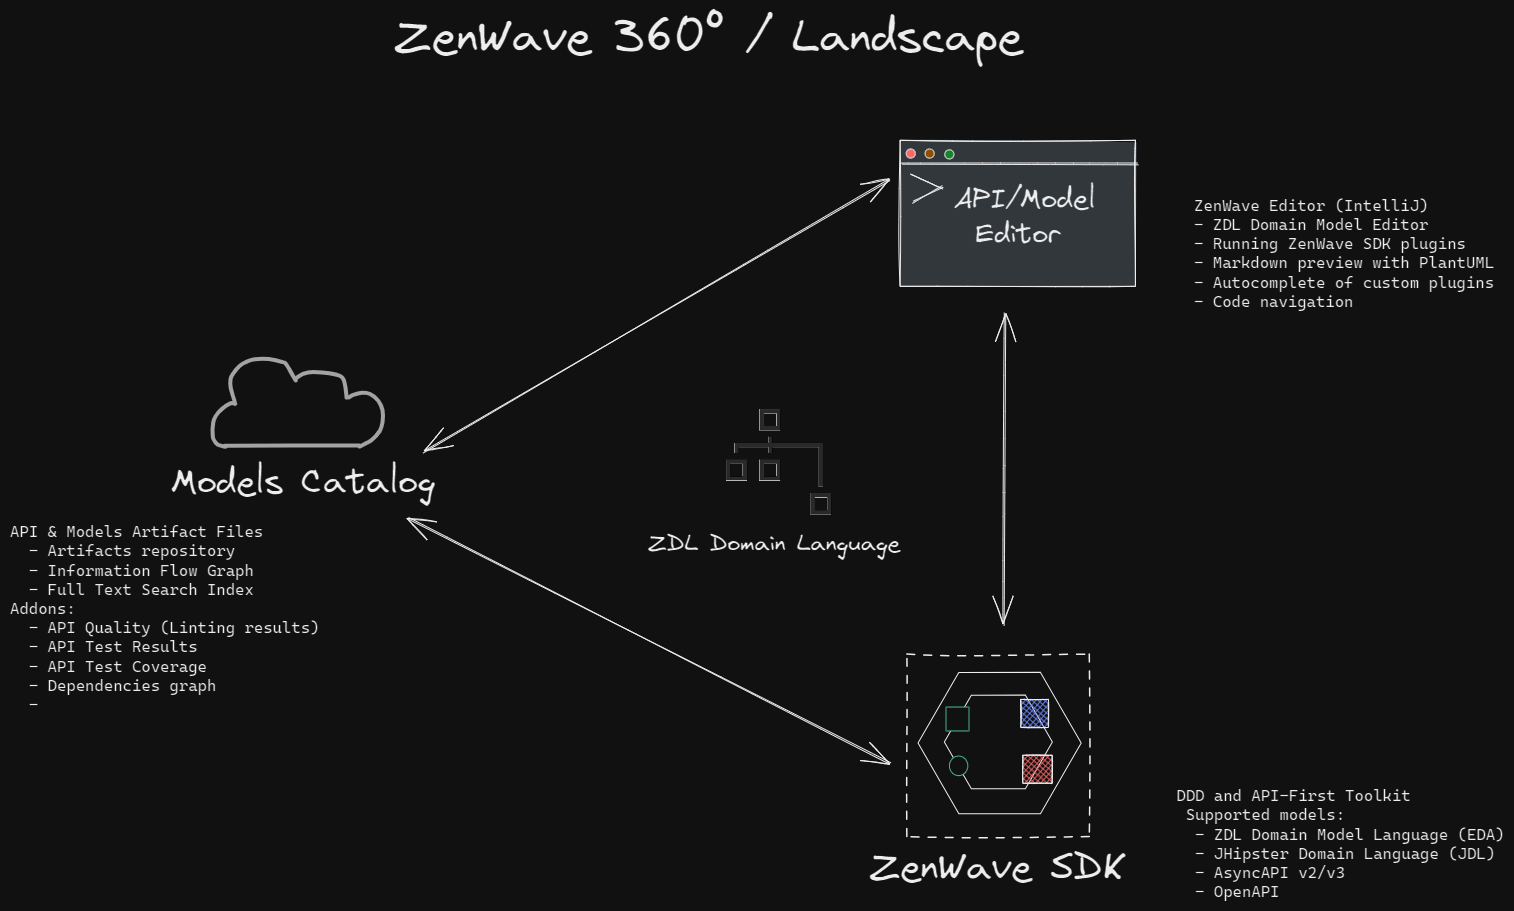 ZenWave 360º / Landscape
API/Model
Editor
ZenWave Editor (IntelliJ)
- ZDL Domain Model Editor
- Running ZenWave SDK plugins
- Markdown preview with PlantUML
- Autocomplete of custom plugins
- Code navigation
Models Catalog
API & Models Artifact Files
- Artifacts repository
- Information Flow Graph
- Full Text Search Index
Addons:
- API Quality (Linting results)
- API Test Results
- API Test Coverage
- Dependencies graph
-
ZDL Domain Language
ZenWave SDK
DDD and API-First Toolkit
Supported models:
- ZDL Domain Model Language (EDA)
- JHipster Domain Language (JDL)
- AsyncAPI v2/v3
- OpenAPI